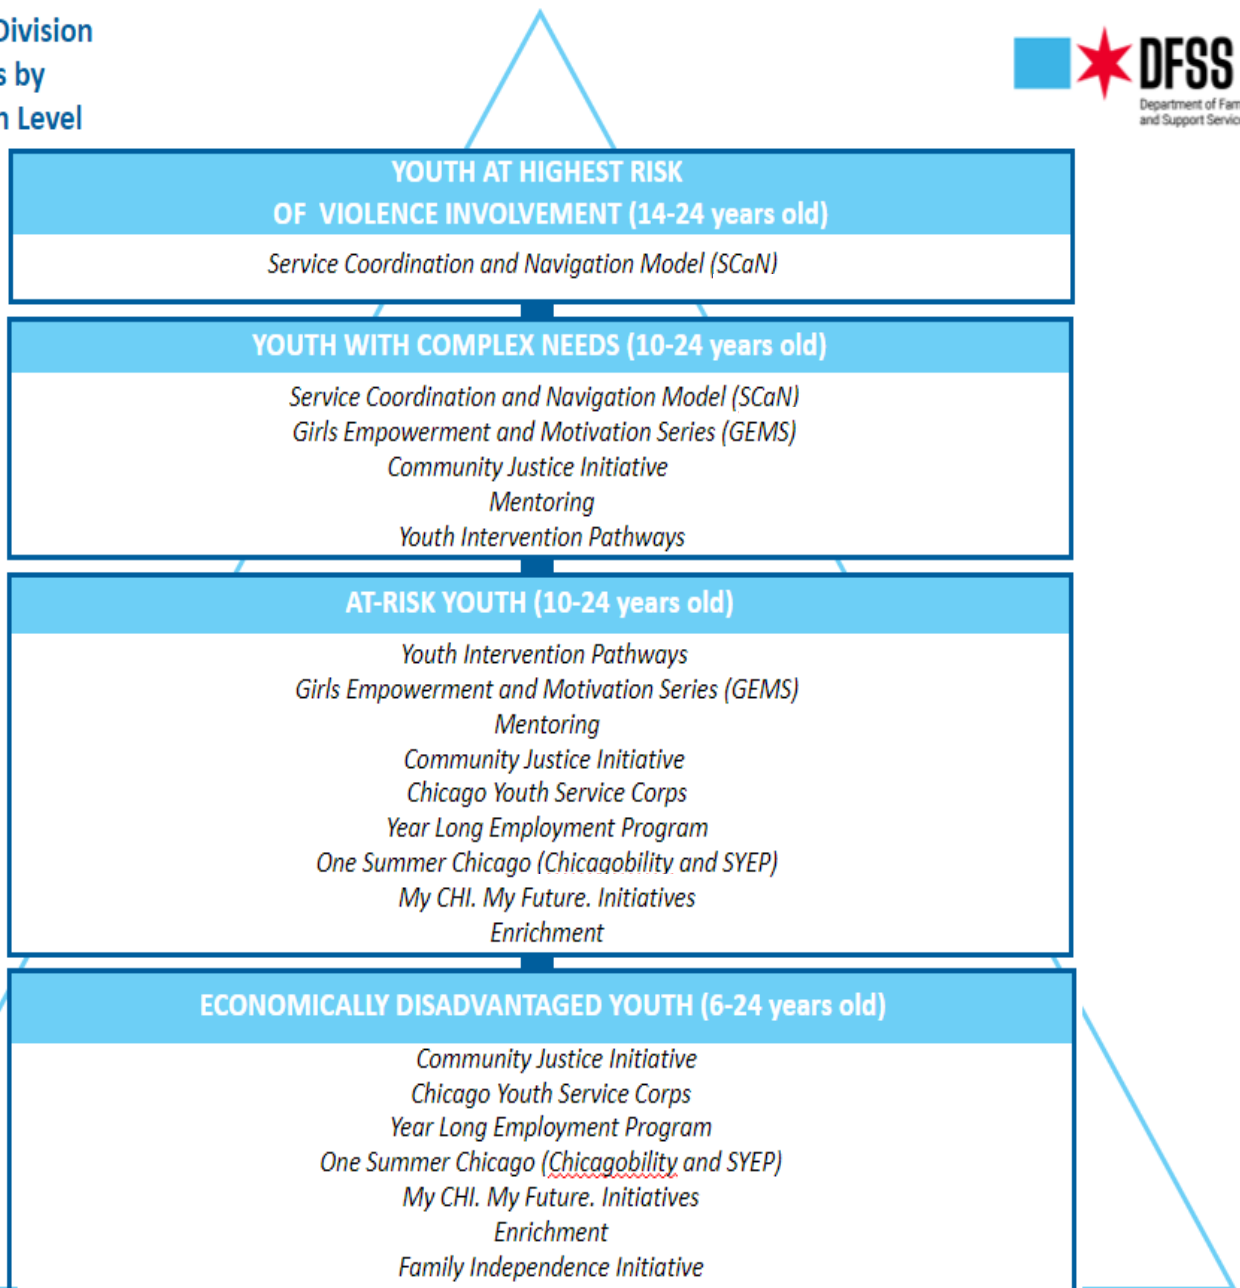 Division
s by
n Level
DFSS
Department of Fam
and Support Servic
YOUTH AT HIGHEST RISK
OF VIOLENCE INVOLVEMENT (14-24 years old)
Service Coordination and Navigation Model (SCaN)
YOUTH WITH COMPLEX NEEDS (10-24 years old)
Service Coordination and Navigation Model (SCaN)
Girls Empowerment and Motivation Series (GEMS)
Community Justice Initiative
Mentoring
Youth Intervention Pathways
AT-RISK YOUTH (10-24 years old)
Youth Intervention Pathways
Girls Empowerment and Motivation Series (GEMS)
Mentoring
Community Justice Initiative
Chicago Youth Service Corps
Year Long Employment Program
One Summer Chicago (Chicagobility and SYEP)
My CHI. My Future. Initiatives
Enrichment
ECONOMICALLY DISADVANTAGED YOUTH (6-24 years old)
Community Justice Initiative
Chicago Youth Service Corps
Year Long Employment Program
One Summer Chicago (Chicagobility and SYEP)
My CHI. My Future. Initiatives
Enrichment
Family Independence Initiative